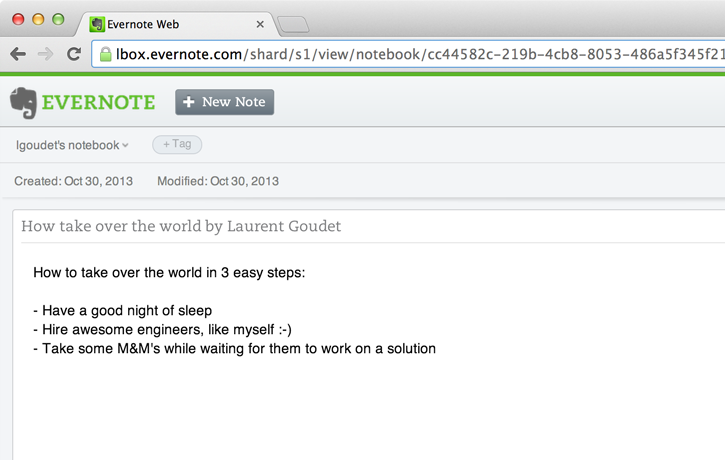 Evernote Web
lbox.evernote.com/shard/s1/view/notebook/cc44582c-219b-4cb8-8053-486a5f345f21
EVERNOTE
+ New Note
lgoudet's notebook
+ Tag
Created: Oct 30, 2013 Modified: Oct 30, 2013
How take over the world by Laurent Goudet
How to take over the world in 3 easy steps:
- Have a good night of sleep
- Hire awesome engineers, like myself :-)
- Take some M&M's while waiting for them to work on a solution